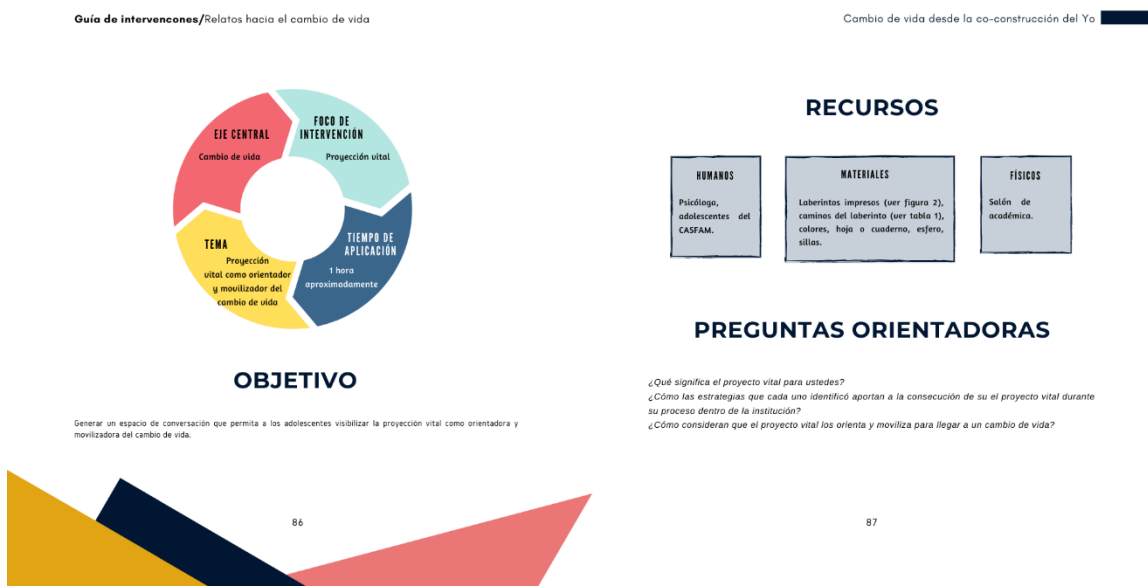 Guía de intervencones/Relatos hacia el cambio de vida
EJE CENTRAL
Cambio de vida
FOCO DE
INTERVENCIÓN
Proyección vital
TIEMPO DE
APLICACIÓN
1 hora
aproximadamente
TEMA
Proyección
vital como orientador
y movilizador del
cambio de vida
OBJETIVO
Generar un espacio de conversación que permita a los adolescentes visibilizar la proyección vital como orientadora y
movilizadora del cambio de vida.
86
Cambio de vida desde la co-construcción del Yo
RECURSOS
HUMANOS
Psicóloga,
adolescentes del
CASFAM.
MATERIALES
Laberintos impresos (ver figura 2),
caminos del laberinto (ver tabla 1),
colores, hoja o cuaderno, esfero,
sillas.
FÍSICOS
Salón de
académica.
PREGUNTAS ORIENTADORAS
¿Qué significa el proyecto vital para ustedes?
¿Cómo las estrategias que cada uno identificó aportan a la consecución de su el proyecto vital durante
su proceso dentro de la institución?
¿Cómo consideran que el proyecto vital los orienta y moviliza para llegar a un cambio de vida?
87